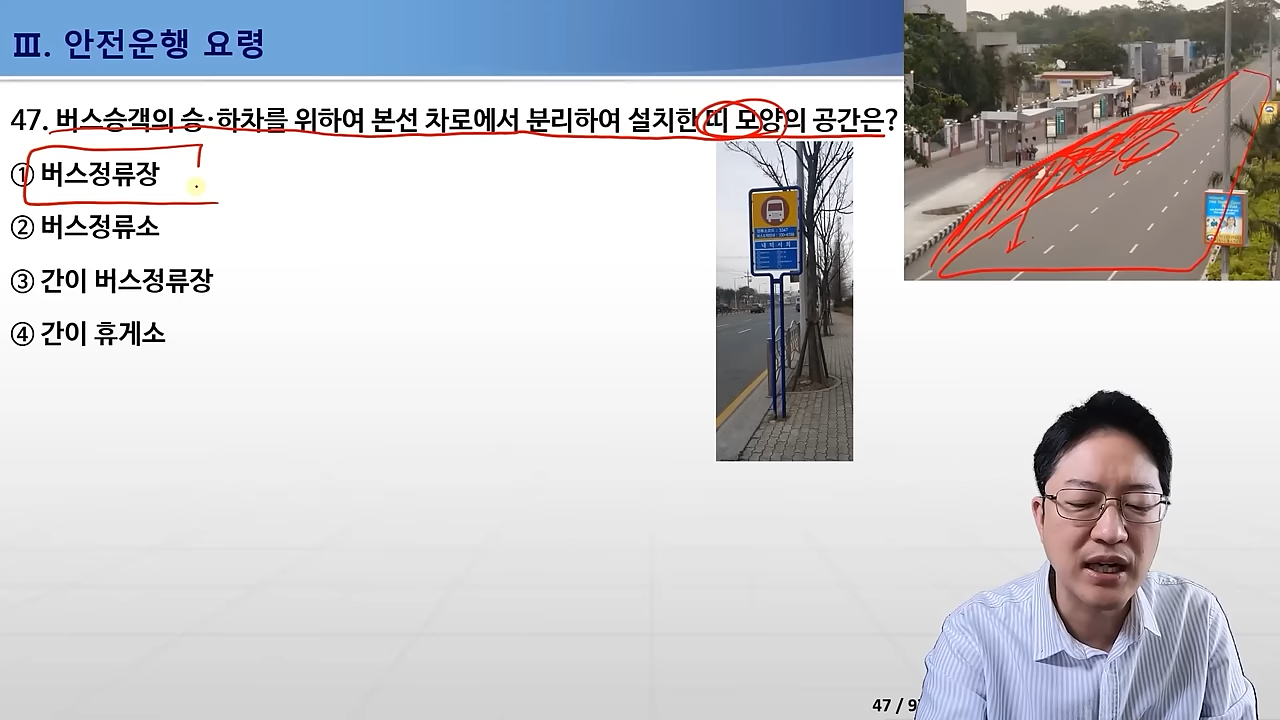 Ⅲ. 안전운행 요령
47. 버스승객의 승·하차를 위하여 본선 차로에서 분리하여 설치한 띠 모양의 공간은?
① 버스정류장
② 버스정류소
③ 간이 버스정류장
④ 간이 휴게소
47 / 9